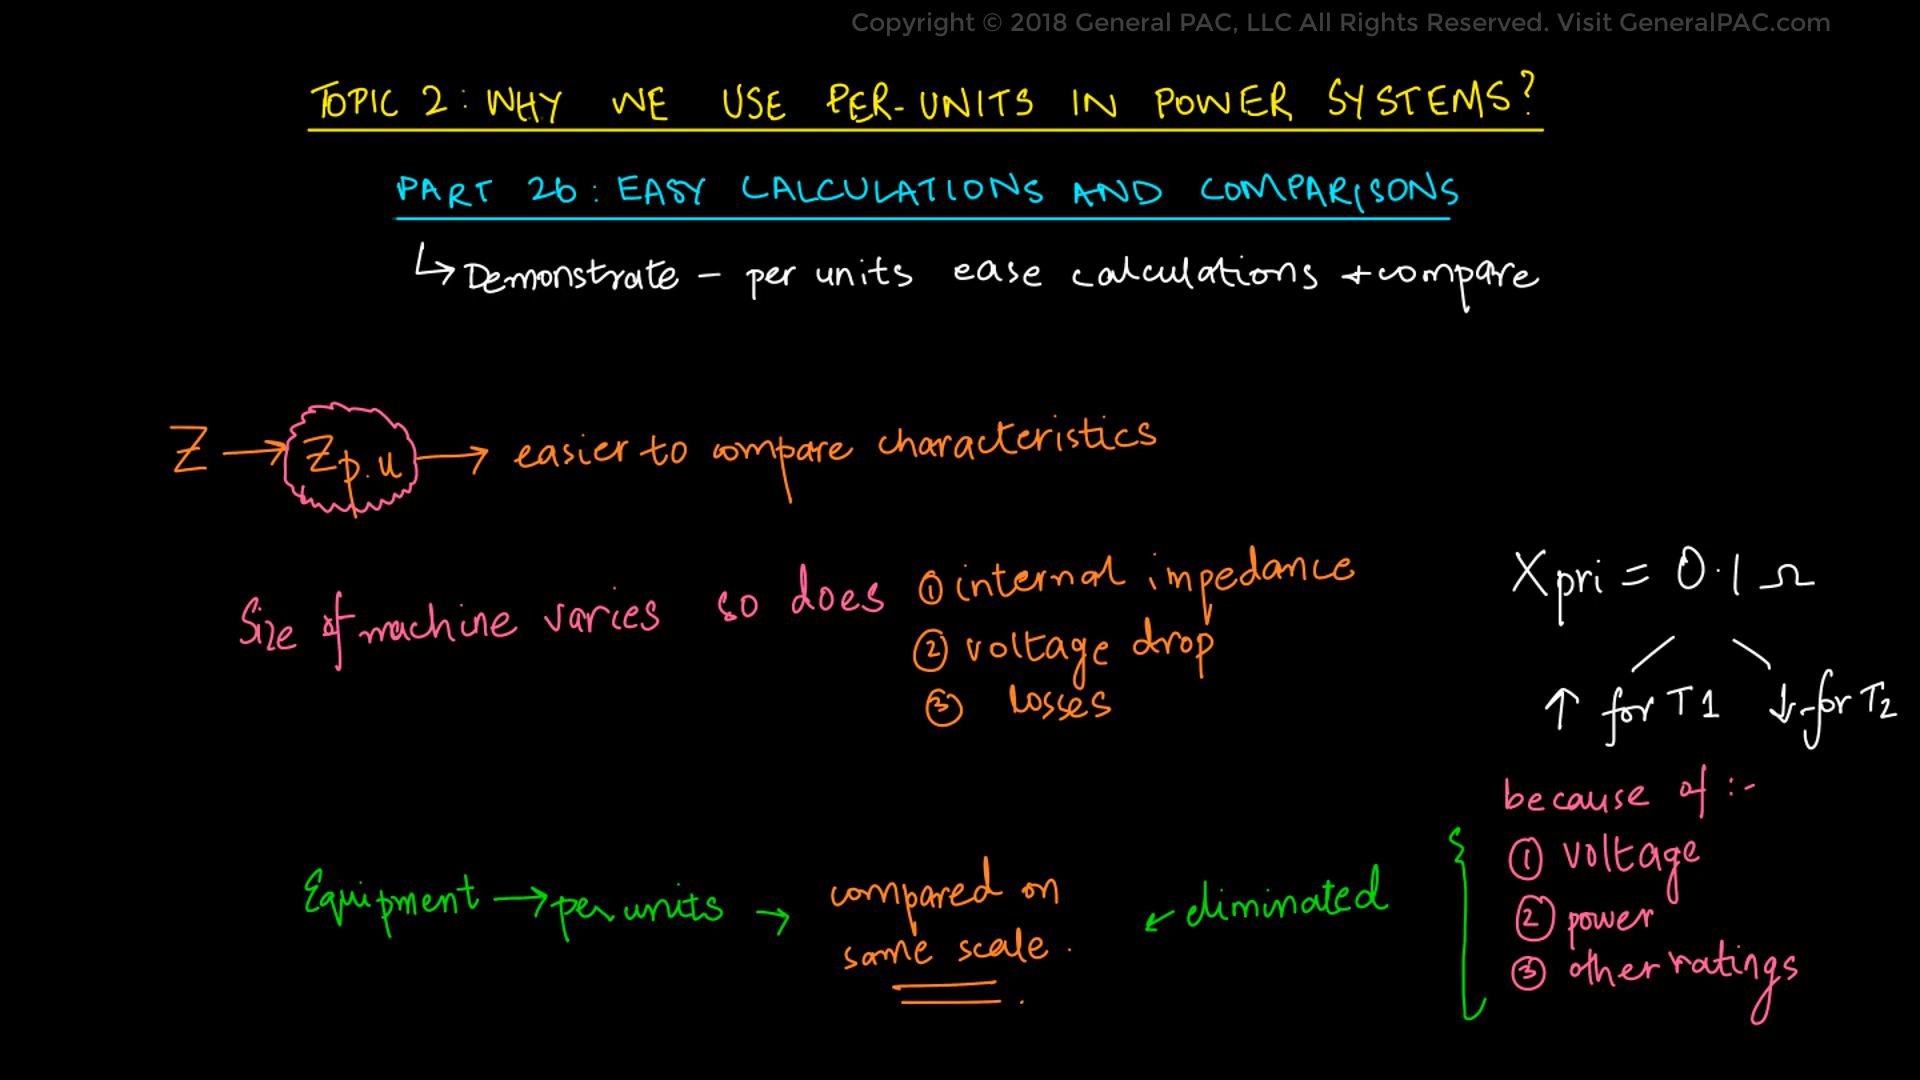 Copyright © 2018 General PAC, LLC All Rights Reserved. Visit GeneralPAC.com
TOPIC 2: WHY WE USE PER-UNITS IN POWER SYSTEMS?
PART 2b: EASY CALCULATIONS AND COMPARISONS
↳ Demonstrate – per units ease calculations + compare
Z → Zp.u → easier to compare characteristics
Size of machine varies so does ① internal impedance
② voltage drop
③ losses
Xpri = 0.1 Ω
↑ for T1 ↓ for T2
because of :-
① voltage
② power
③ other ratings
Equipment → per units → compared on
same scale.
← eliminated